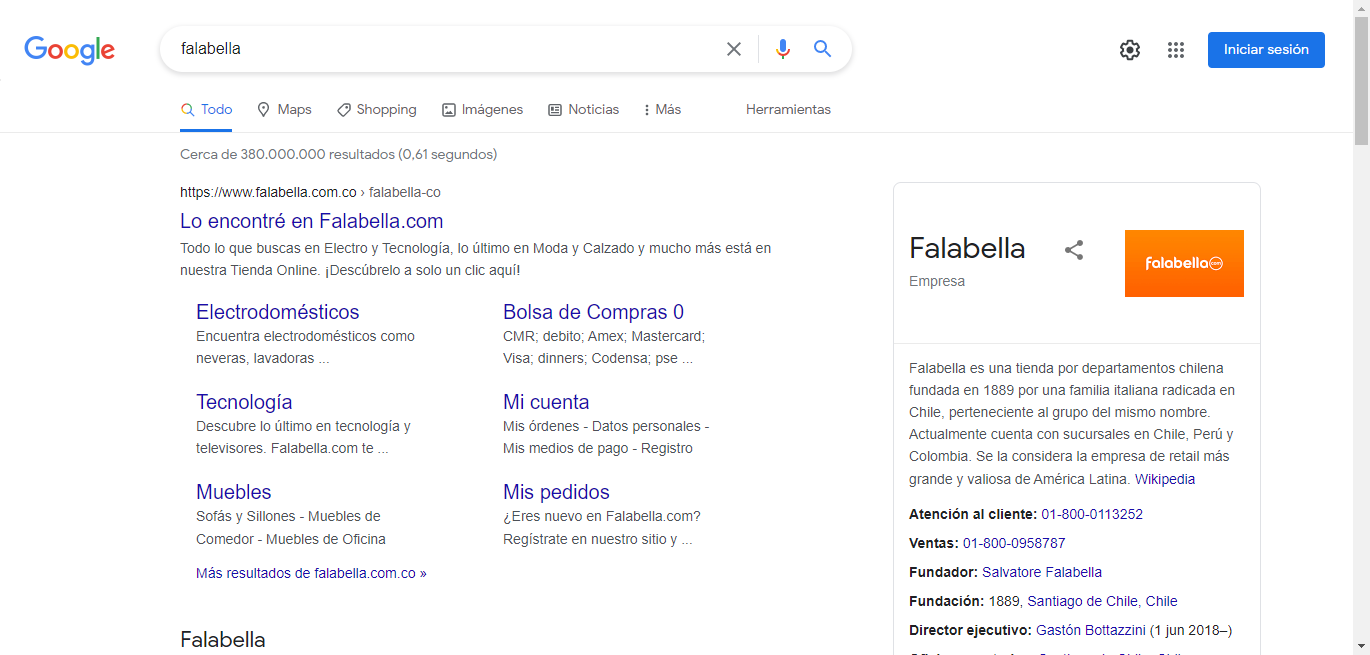 Google
falabella
Iniciar sesión
Todo
Maps
Shopping
Imágenes
Noticias
Más
Herramientas
Cerca de 380.000.000 resultados (0,61 segundos)
https://www.falabella.com.co › falabella-co
Lo encontré en Falabella.com
Todo lo que buscas en Electro y Tecnología, lo último en Moda y Calzado y mucho más está en
nuestra Tienda Online. ¡Descúbrelo a solo un clic aquí!
Electrodomésticos
Encuentra electrodomésticos como
neveras, lavadoras ...
Bolsa de Compras 0
CMR; debito; Amex; Mastercard;
Visa; dinners; Codensa; pse ...
Tecnología
Descubre lo último en tecnología y
televisores. Falabella.com te ...
Mi cuenta
Mis órdenes - Datos personales -
Mis medios de pago - Registro
Muebles
Sofás y Sillones - Muebles de
Comedor - Muebles de Oficina
Mis pedidos
¿Eres nuevo en Falabella.com?
Regístrate en nuestro sitio y ...
Más resultados de falabella.com.co »
Falabella
Falabella
Empresa
falabella.com
Falabella es una tienda por departamentos chilena
fundada en 1889 por una familia italiana radicada en
Chile, perteneciente al grupo del mismo nombre.
Actualmente cuenta con sucursales en Chile, Perú y
Colombia. Se la considera la empresa de retail más
grande y valiosa de América Latina. Wikipedia
Atención al cliente: 01-800-0113252
Ventas: 01-800-0958787
Fundador: Salvatore Falabella
Fundación: 1889, Santiago de Chile, Chile
Director ejecutivo: Gastón Bottazzini (1 jun 2018–)